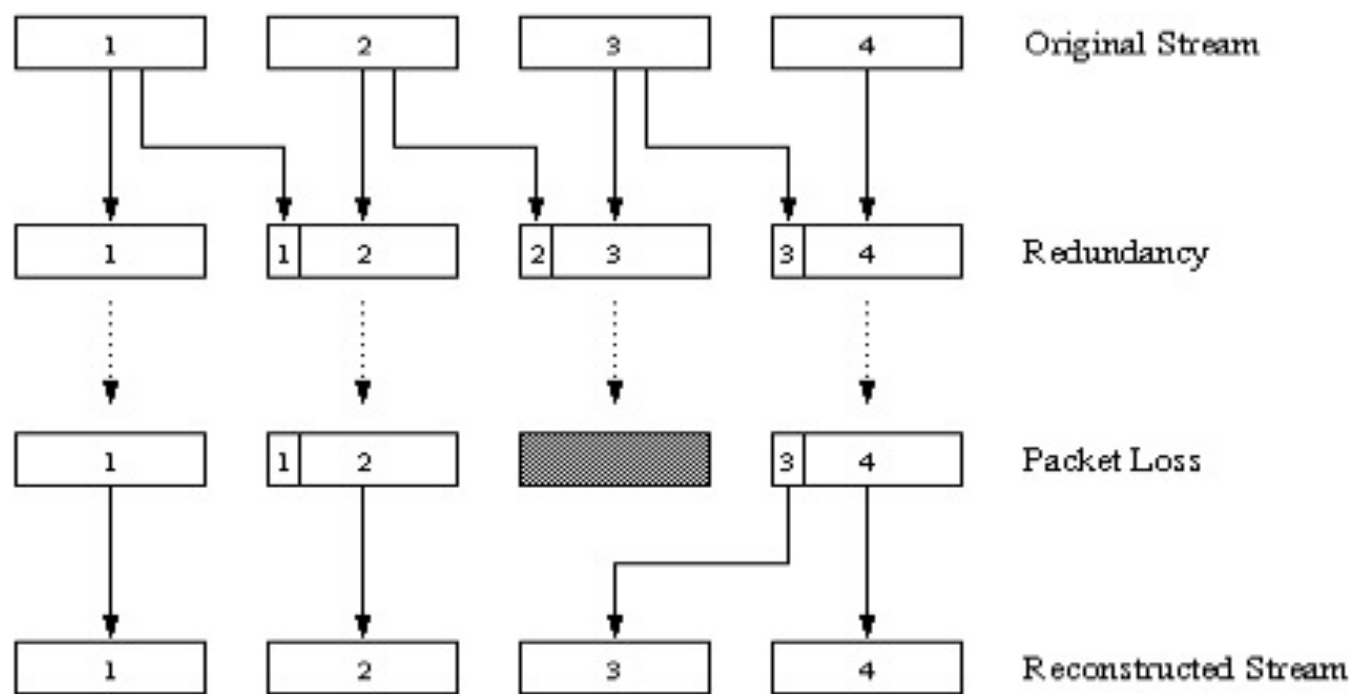 1 2 3 4 Original Stream
1 1 2 2 3 3 4 Redundancy
1 1 2 3 4 Packet Loss
1 2 3 4 Reconstructed Stream